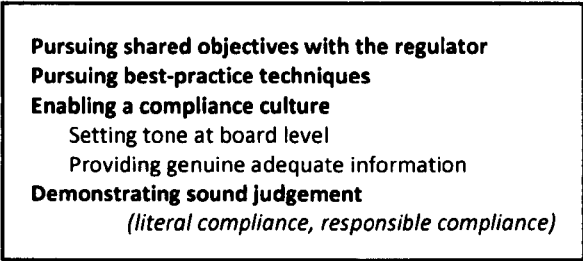 Pursuing shared objectives with the regulator
Pursuing best-practice techniques
Enabling a compliance culture
Setting tone at board level
Providing genuine adequate information
Demonstrating sound judgement
(literal compliance, responsible compliance)